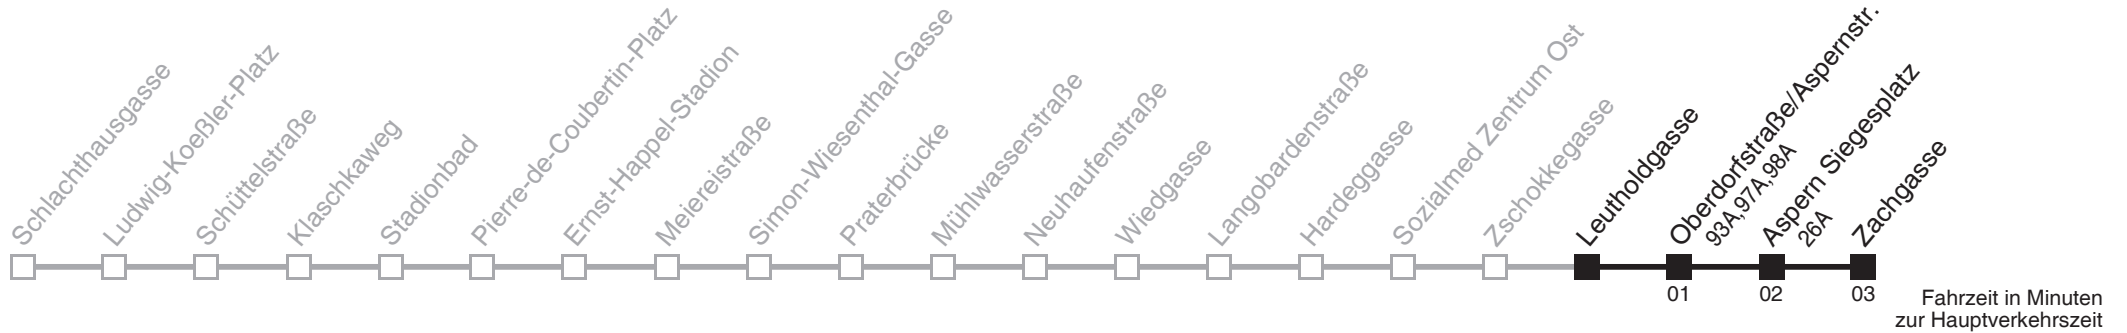 Schlachthausgasse
Ludwig-Koeßler-Platz
Schüttelstraße
Klaschkaweg
Stadionbad
Pierre-de-Coubertin-Platz
Ernst-Happel-Stadion
Meiereistraße
Simon-Wiesenthal-Gasse
Praterbrücke
Mühlwasserstraße
Neuhaufenstraße
Wiedgasse
Langobardenstraße
Hardeggasse
Sozialmed Zentrum Ost
Zschokkegasse
Leutholdgasse
Oberdorfstraße/Aspernstr.
93A,97A,98A
Aspern Siegesplatz
26A
Zachgasse
01
02
03
Fahrzeit in Minuten
zur Hauptverkehrszeit